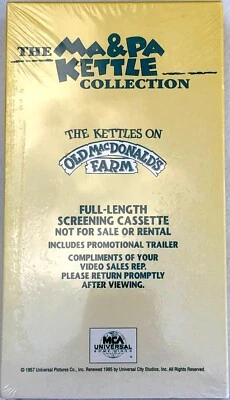 THE MA&PA
KETTLE
COLLECTION
THE KETTLES ON
OLD MACDONALD'S
FARM
FULL-LENGTH
SCREENING CASSETTE
NOT FOR SALE OR RENTAL
INCLUDES PROMOTIONAL TRAILER
COMPLIMENTS OF YOUR
VIDEO SALES REP.
PLEASE RETURN PROMPTLY
AFTER VIEWING.
MCA
UNIVERSAL
HOME VIDEO
© 1957 Universal Pictures Co., Inc. Renewed 1985 by Universal City Studios, Inc. All Rights Reserved.